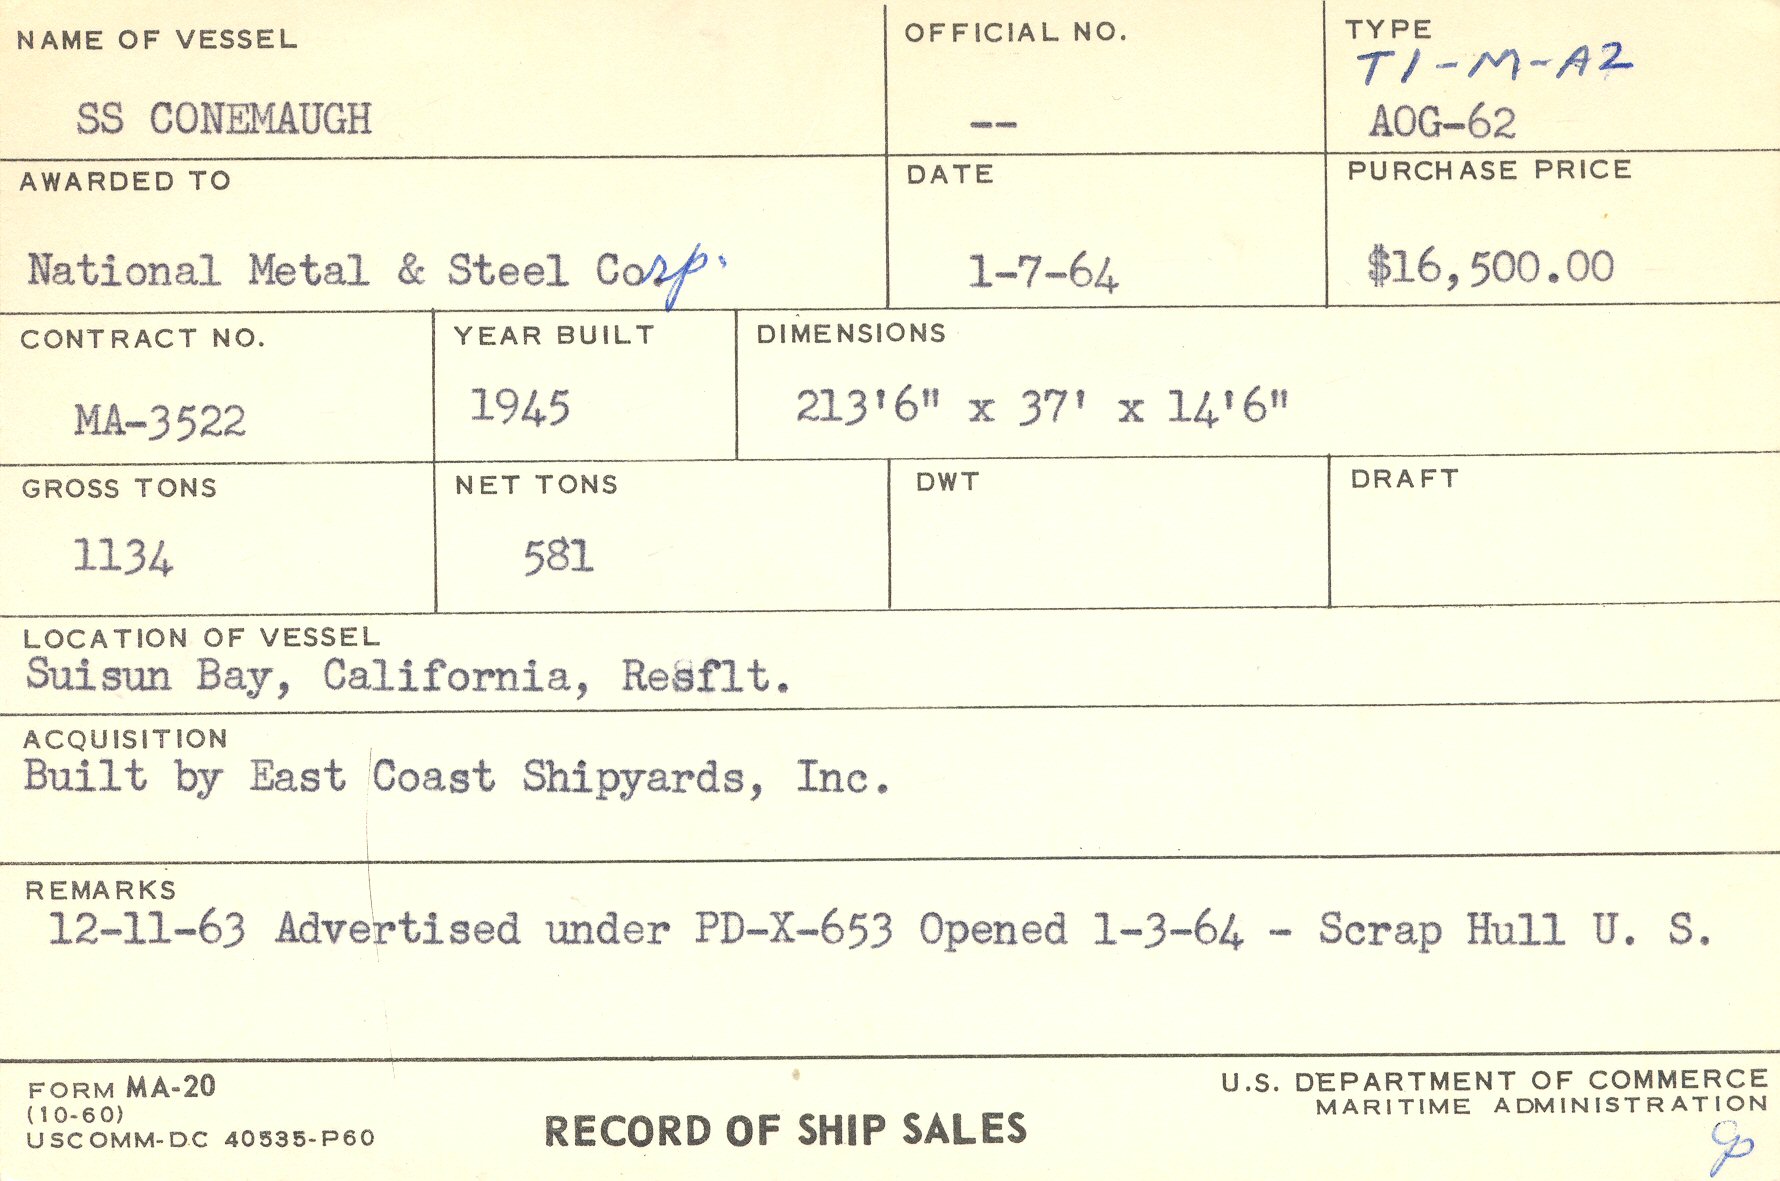 NAME OF VESSEL
SS CONEMAUGH
OFFICIAL NO.
--
TYPE
T1-M-A2
AOG-62
AWARDED TO
National Metal & Steel Corp.
DATE
1-7-64
PURCHASE PRICE
$16,500.00
CONTRACT NO.
MA-3522
YEAR BUILT
1945
DIMENSIONS
213'6" x 37' x 14'6"
GROSS TONS
1134
NET TONS
581
DWT
DRAFT
LOCATION OF VESSEL
Suisun Bay, California, Resflt.
ACQUISITION
Built by East Coast Shipyards, Inc.
REMARKS
12-11-63 Advertised under PD-X-653 Opened 1-3-64 - Scrap Hull U. S.
FORM MA-20
(10-60)
USCOMM-DC 40535-P60
RECORD OF SHIP SALES
U.S. DEPARTMENT OF COMMERCE
MARITIME ADMINISTRATION